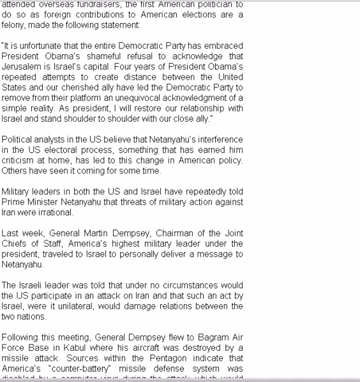 attended overseas fundraisers, the first American politician to
do so as foreign contributions to American elections are a
felony, made the following statement:
"It is unfortunate that the entire Democratic Party has embraced
President Obama's shameful refusal to acknowledge that
Jerusalem is Israel's capital. Four years of President Obama's
repeated attempts to create distance between the United
States and our cherished ally have led the Democratic Party to
remove from their platform an unequivocal acknowledgment of a
simple reality. As president, I will restore our relationship with
Israel and stand shoulder to shoulder with our close ally."
Political analysts in the US believe that Netanyahu's interference
in the US electoral process, something that has earned him
criticism at home, has led to this change in American policy.
Others have seen it coming for some time.
Military leaders in both the US and Israel have repeatedly told
Prime Minister Netanyahu that threats of military action against
Iran were irrational.
Last week, General Martin Dempsey, Chairman of the Joint
Chiefs of Staff, America's highest military leader under the
president, traveled to Israel to personally deliver a message to
Netanyahu.
The Israeli leader was told that under no circumstances would
the US participate in an attack on Iran and that such an act by
Israel, were it unilateral, would damage relations between the
two nations.
Following this meeting, General Dempsey flew to Bagram Air
Force Base in Kabul where his aircraft was destroyed by a
missile attack. Sources within the Pentagon indicate that
America's "counter-battery" missile defense system was
disabled by a computer virus during the attack which would